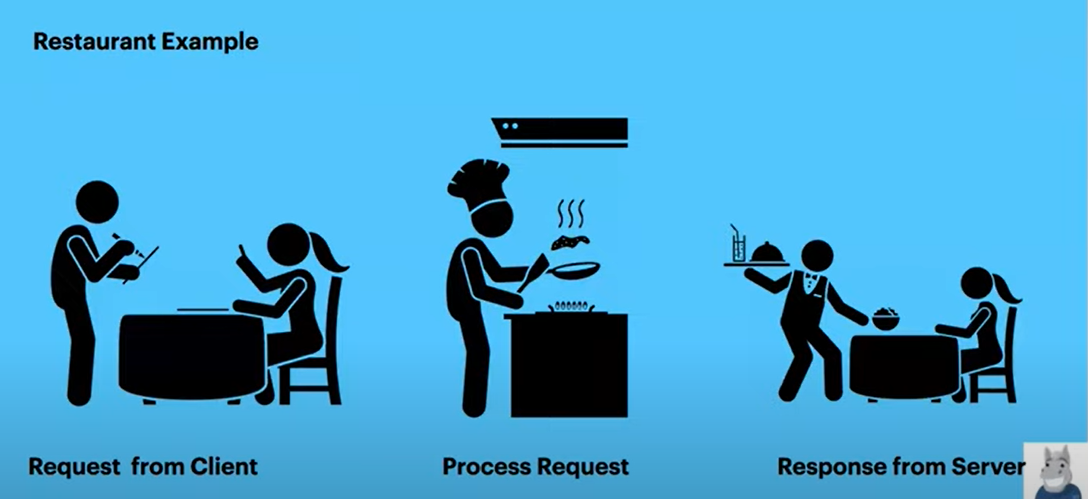 Restaurant Example
Request from Client
Process Request
Response from Server